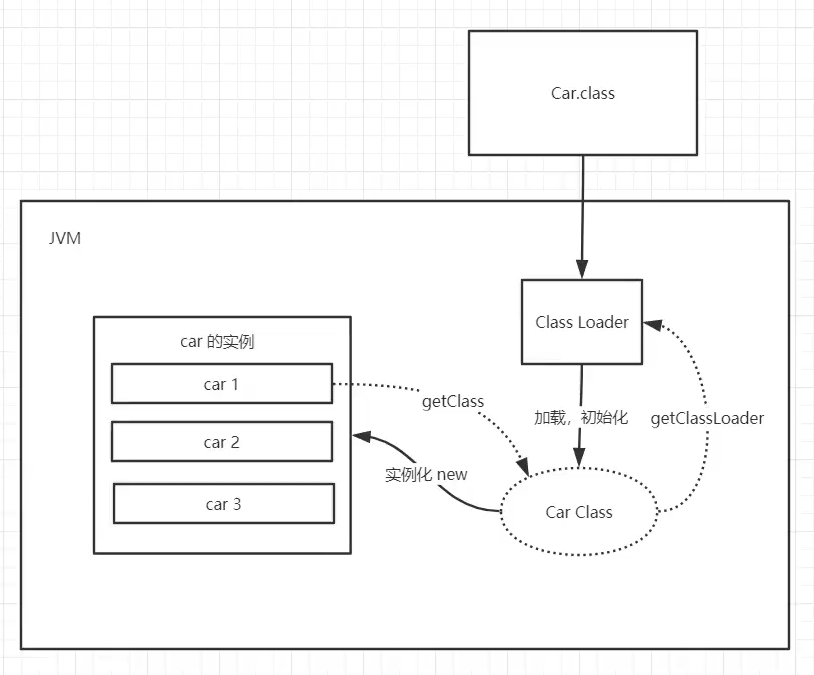 Car.class
JVM
Class Loader
car 的实例
car 1
getClass
加载，初始化
getClassLoader
car 2
实例化 new
car 3
Car Class